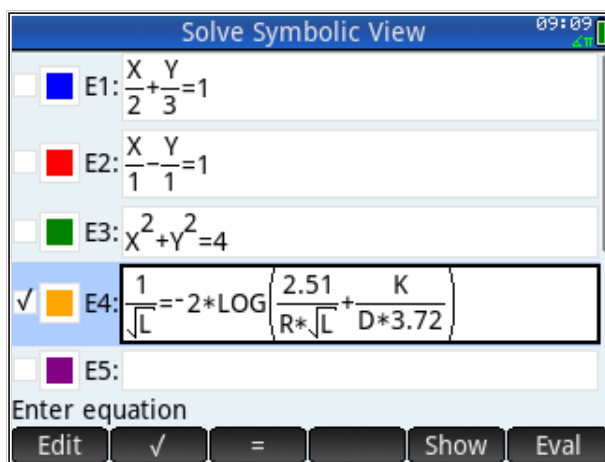 Solve Symbolic View 09:09
∡π
E1: X/2+Y/3=1
E2: X/1-Y/1=1
E3: X²+Y²=4
√ E4: 1/√L=⁻2*LOG(2.51/(R*√L)+K/(D*3.72))
E5:
Enter equation
Edit √ = Show Eval